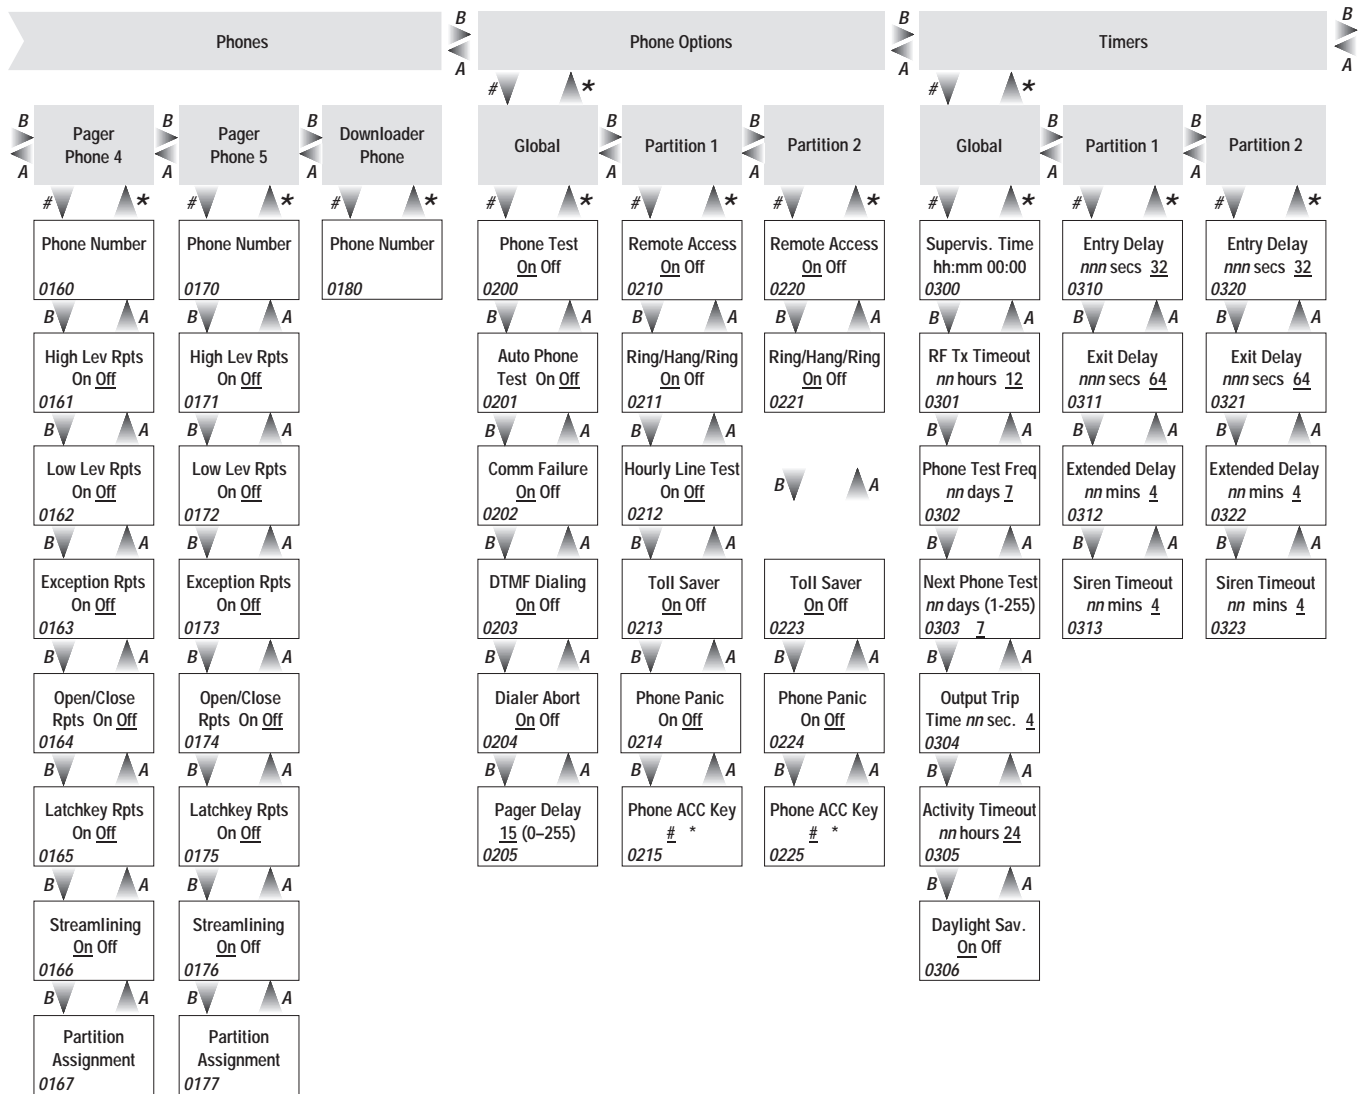 B B B
Phones Phone Options Timers
A A A
# * # *
B B B B B B B
Pager Pager Downloader
Phone 4 Phone 5 Phone Global Partition 1 Partition 2 Global Partition 1 Partition 2
A A A A A A A
# * # * # * # * # * # * # * # * # *
Phone Number
0160
B A
High Lev Rpts
On Off
0161
B A
Low Lev Rpts
On Off
0162
B A
Exception Rpts
On Off
0163
B A
Open/Close
Rpts On Off
0164
B A
Latchkey Rpts
On Off
0165
B A
Streamlining
On Off
0166
B A
Partition
Assignment
0167
Phone Number
0170
B A
High Lev Rpts
On Off
0171
B A
Low Lev Rpts
On Off
0172
B A
Exception Rpts
On Off
0173
B A
Open/Close
Rpts On Off
0174
B A
Latchkey Rpts
On Off
0175
B A
Streamlining
On Off
0176
B A
Partition
Assignment
0177
Phone Number
0180
Phone Test
On Off
0200
B A
Auto Phone
Test On Off
0201
B A
Comm Failure
On Off
0202
B A
DTMF Dialing
On Off
0203
B A
Dialer Abort
On Off
0204
B A
Pager Delay
15 (0–255)
0205
Remote Access
On Off
0210
B A
Ring/Hang/Ring
On Off
0211
B A
Hourly Line Test
On Off
0212
B A
Toll Saver
On Off
0213
B A
Phone Panic
On Off
0214
B A
Phone ACC Key
# *
0215
Remote Access
On Off
0220
B A
Ring/Hang/Ring
On Off
0221
B A
Toll Saver
On Off
0223
B A
Phone Panic
On Off
0224
B A
Phone ACC Key
# *
0225
Supervis. Time
hh:mm 00:00
0300
B A
RF Tx Timeout
nn hours 12
0301
B A
Phone Test Freq
nn days 7
0302
B A
Next Phone Test
nn days (1-255)
0303 7
B A
Output Trip
Time nn sec. 4
0304
B A
Activity Timeout
nn hours 24
0305
B A
Daylight Sav.
On Off
0306
Entry Delay
nnn secs 32
0310
B A
Exit Delay
nnn secs 64
0311
B A
Extended Delay
nn mins 4
0312
B A
Siren Timeout
nn mins 4
0313
Entry Delay
nnn secs 32
0320
B A
Exit Delay
nnn secs 64
0321
B A
Extended Delay
nn mins 4
0322
B A
Siren Timeout
nn mins 4
0323